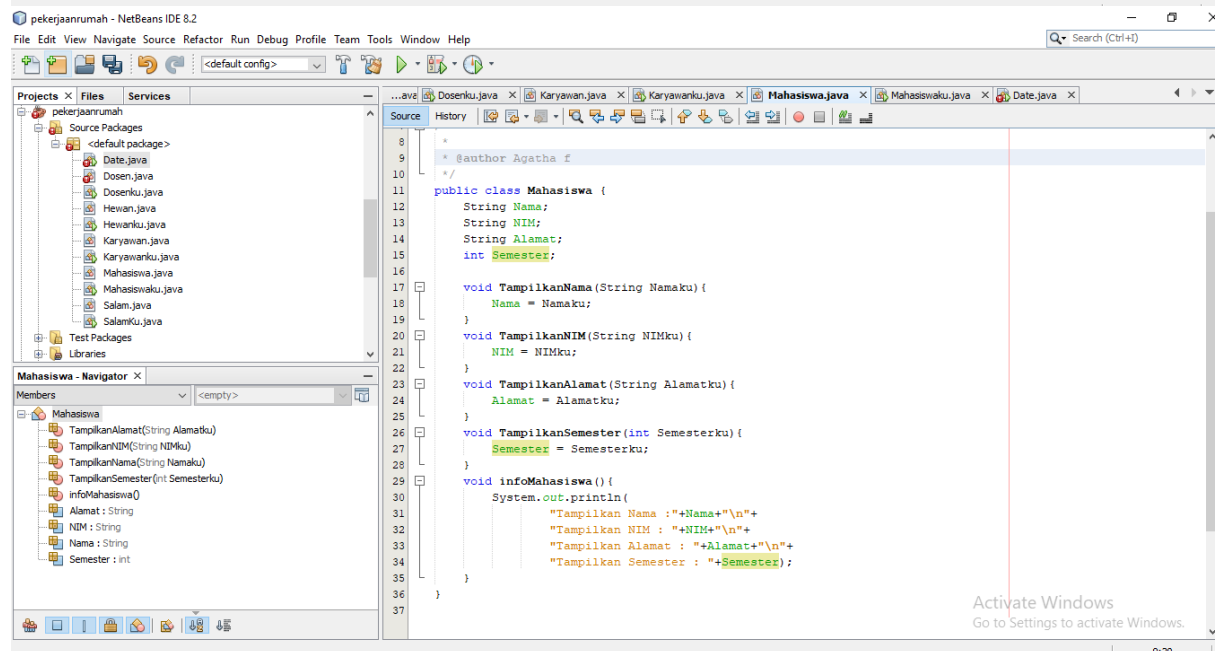 pekerjaanrumah - NetBeans IDE 8.2
File Edit View Navigate Source Refactor Run Debug Profile Team Tools Window Help
Search (Ctrl+I)
<default config>
Projects Files Services
pekerjaanrumah
Source Packages
<default package>
Date.java
Dosen.java
Dosenku.java
Hewan.java
Hewanku.java
Karyawan.java
Karyawanku.java
Mahasiswa.java
Mahasiswaku.java
Salam.java
SalamKu.java
Test Packages
Libraries
Mahasiswa - Navigator
Members <empty>
Mahasiswa
TampilkanAlamat(String Alamatku)
TampilkanNIM(String NIMku)
TampilkanNama(String Namaku)
TampilkanSemester(int Semesterku)
infoMahasiswa()
Alamat : String
NIM : String
Nama : String
Semester : int
...ava Dosenku.java Karyawan.java Karyawanku.java Mahasiswa.java Mahasiswaku.java Date.java
Source History
8 *
9 * @author Agatha f
10 */
11 public class Mahasiswa {
12 String Nama;
13 String NIM;
14 String Alamat;
15 int Semester;
16
17 void TampilkanNama(String Namaku){
18 Nama = Namaku;
19 }
20 void TampilkanNIM(String NIMku){
21 NIM = NIMku;
22 }
23 void TampilkanAlamat(String Alamatku){
24 Alamat = Alamatku;
25 }
26 void TampilkanSemester(int Semesterku){
27 Semester = Semesterku;
28 }
29 void infoMahasiswa(){
30 System.out.println(
31 "Tampilkan Nama :"+Nama+"\n"+
32 "Tampilkan NIM : "+NIM+"\n"+
33 "Tampilkan Alamat : "+Alamat+"\n"+
34 "Tampilkan Semester : "+Semester);
35 }
36 }
37
Activate Windows
Go to Settings to activate Windows.